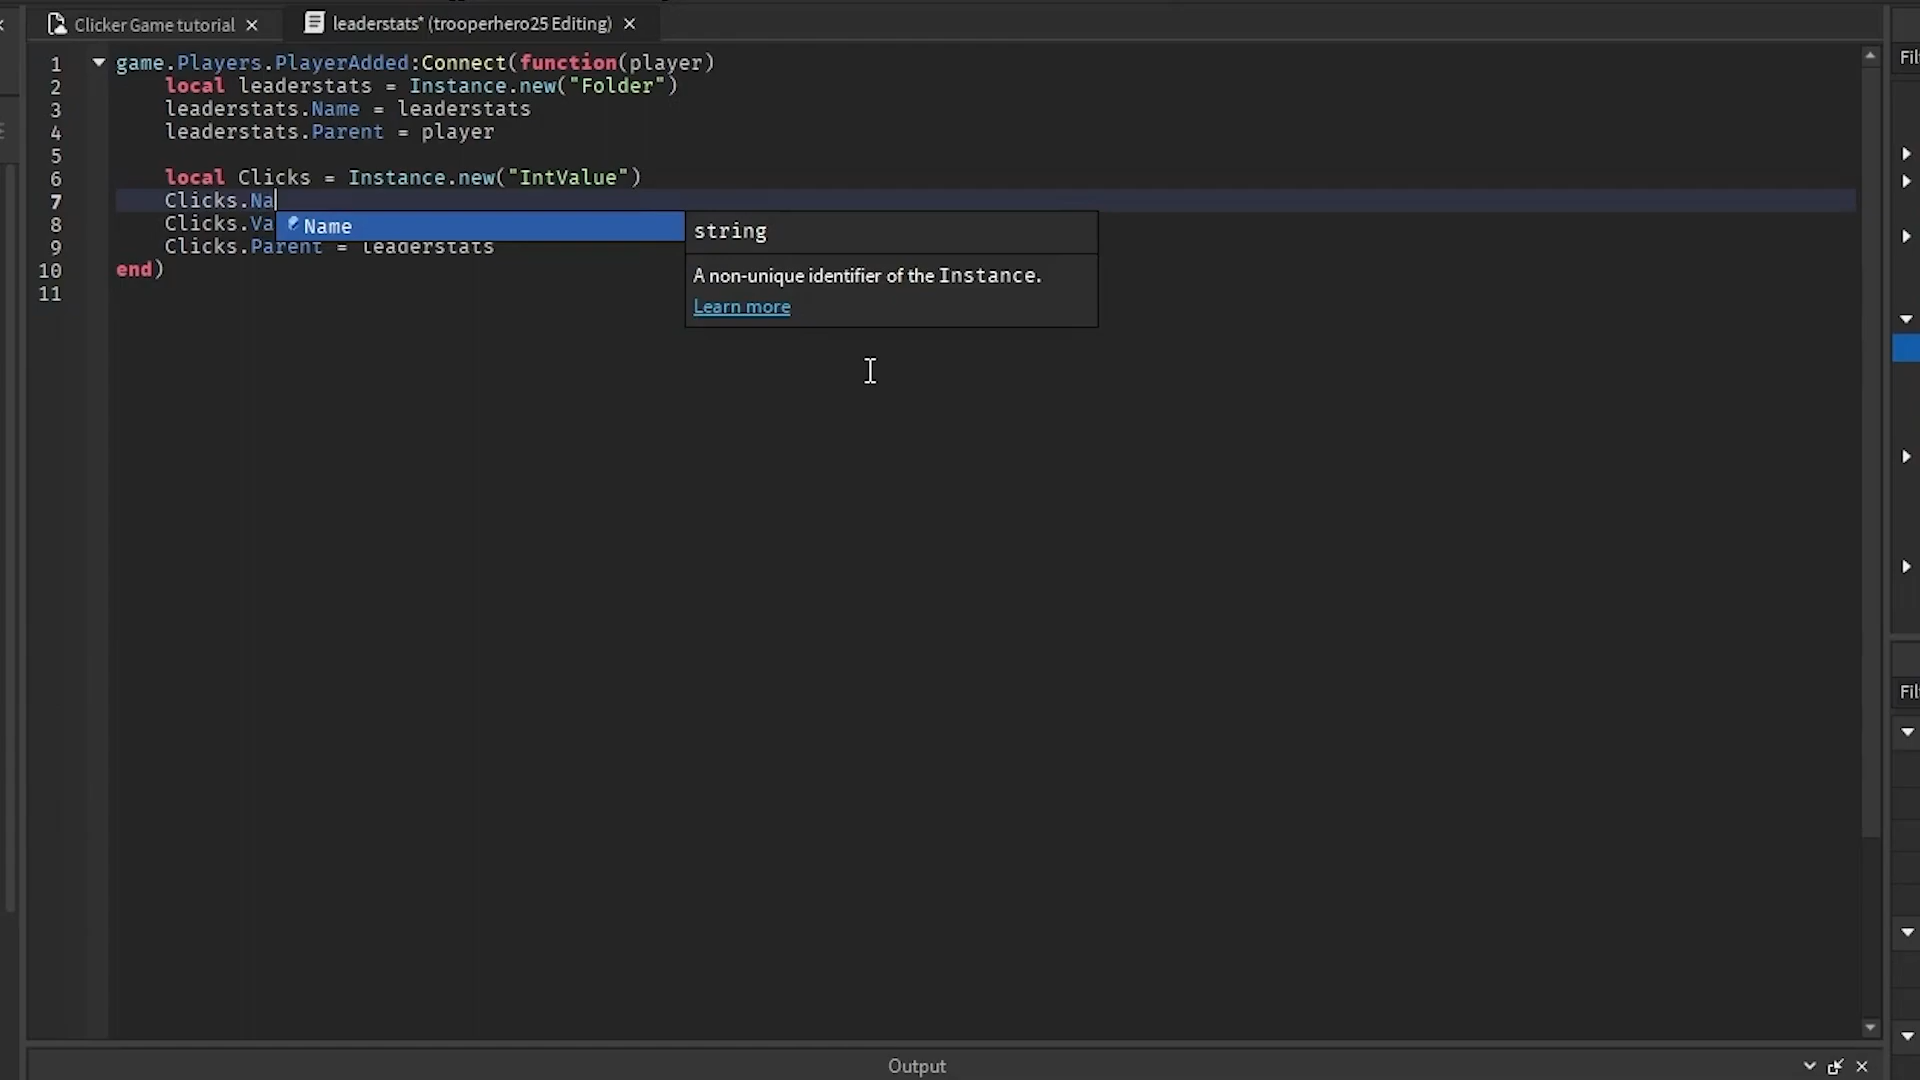 Clicker Game tutorial
leaderstats* (trooperhero25 Editing)
1 game.Players.PlayerAdded:Connect(function(player)
2 local leaderstats = Instance.new("Folder")
3 leaderstats.Name = leaderstats
4 leaderstats.Parent = player
5
6 local Clicks = Instance.new("IntValue")
7 Clicks.Na
8 Clicks.Va
9 Clicks.Parent = leaderstats
10 end)
11
Name
string
A non-unique identifier of the Instance.
Learn more
Fil
Fil
Output